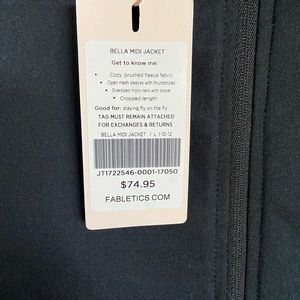 BELLA MIDI JACKET
Get to know me:
• Cozy ,brushed fleece fabric
• Open mesh sleeves with thumbholes
• Oversized mock neck with zipper
• Cropped length
Good for: staying fly on the fly
TAG MUST REMAIN ATTACHED
FOR EXCHANGES & RETURNS
BELLA MIDI JACKET | L | 10-12
JT1722546-0001-17050
$74.95
FABLETICS.COM